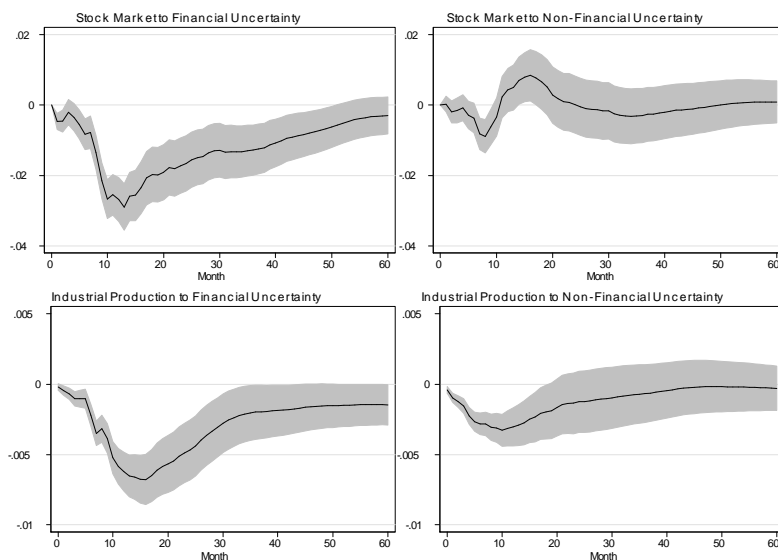 Stock Market to Financial Uncertainty
.02
0
-.02
-.04
0 10 20 30 40 50 60
Month
Stock Market to Non-Financial Uncertainty
.02
0
-.02
-.04
0 10 20 30 40 50 60
Month
Industrial Production to Financial Uncertainty
.005
0
-.005
-.01
0 10 20 30 40 50 60
Month
Industrial Production to Non-Financial Uncertainty
.005
0
-.005
-.01
0 10 20 30 40 50 60
Month